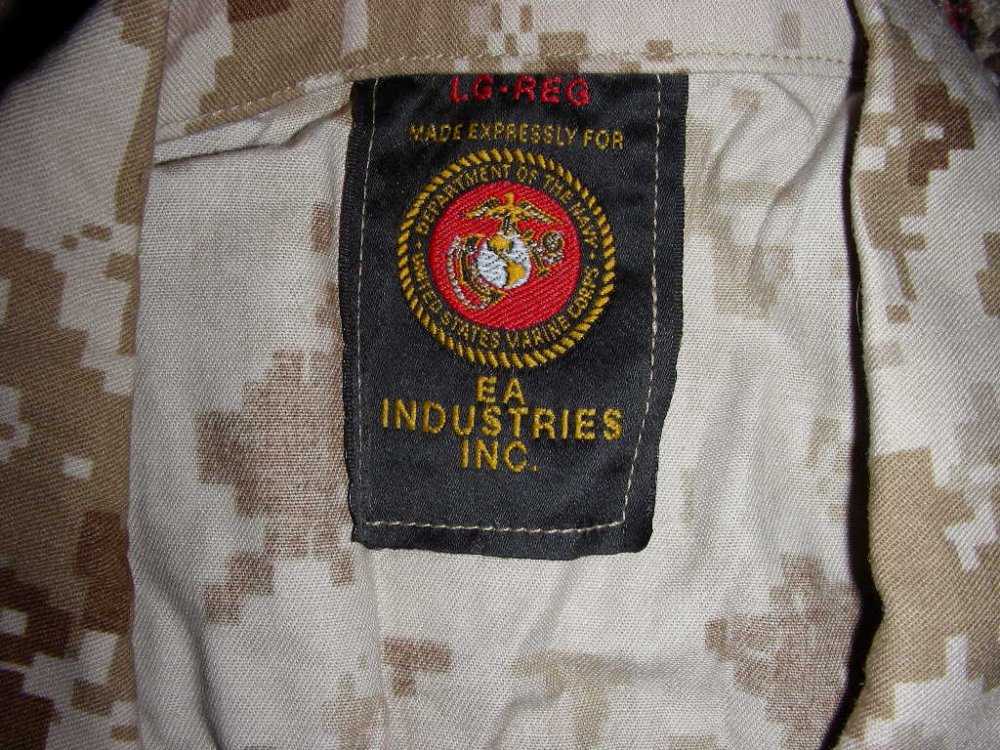 LG-REG
MADE EXPRESSLY FOR
DEPARTMENT OF THE NAVY
UNITED STATES MARINE CORPS
EA
INDUSTRIES
INC.